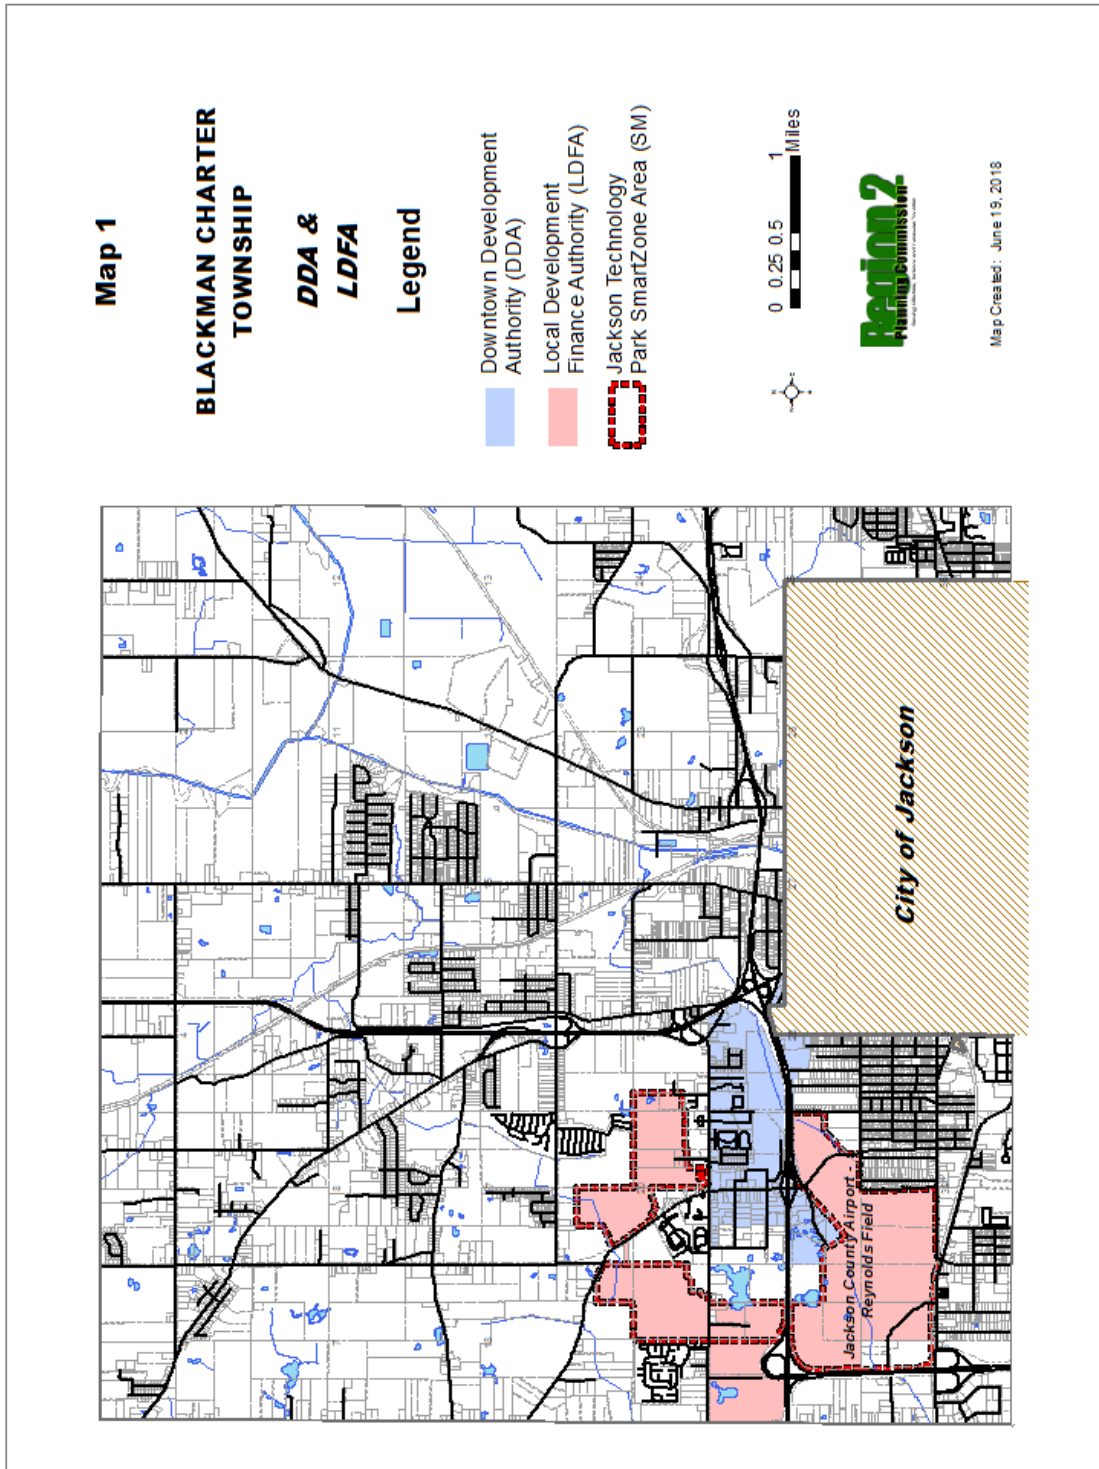 Map 1
BLACKMAN CHARTER
TOWNSHIP
DDA &
LDFA
Legend
Downtown Development
Authority (DDA)
Local Development
Finance Authority (LDFA)
Jackson Technology
Park SmartZone Area (SM)
0 0.25 0.5 1
Miles
Region 2
Planning Commission
Map Created: June 19, 2018
City of Jackson
Jackson County Airport -
Reynolds Field